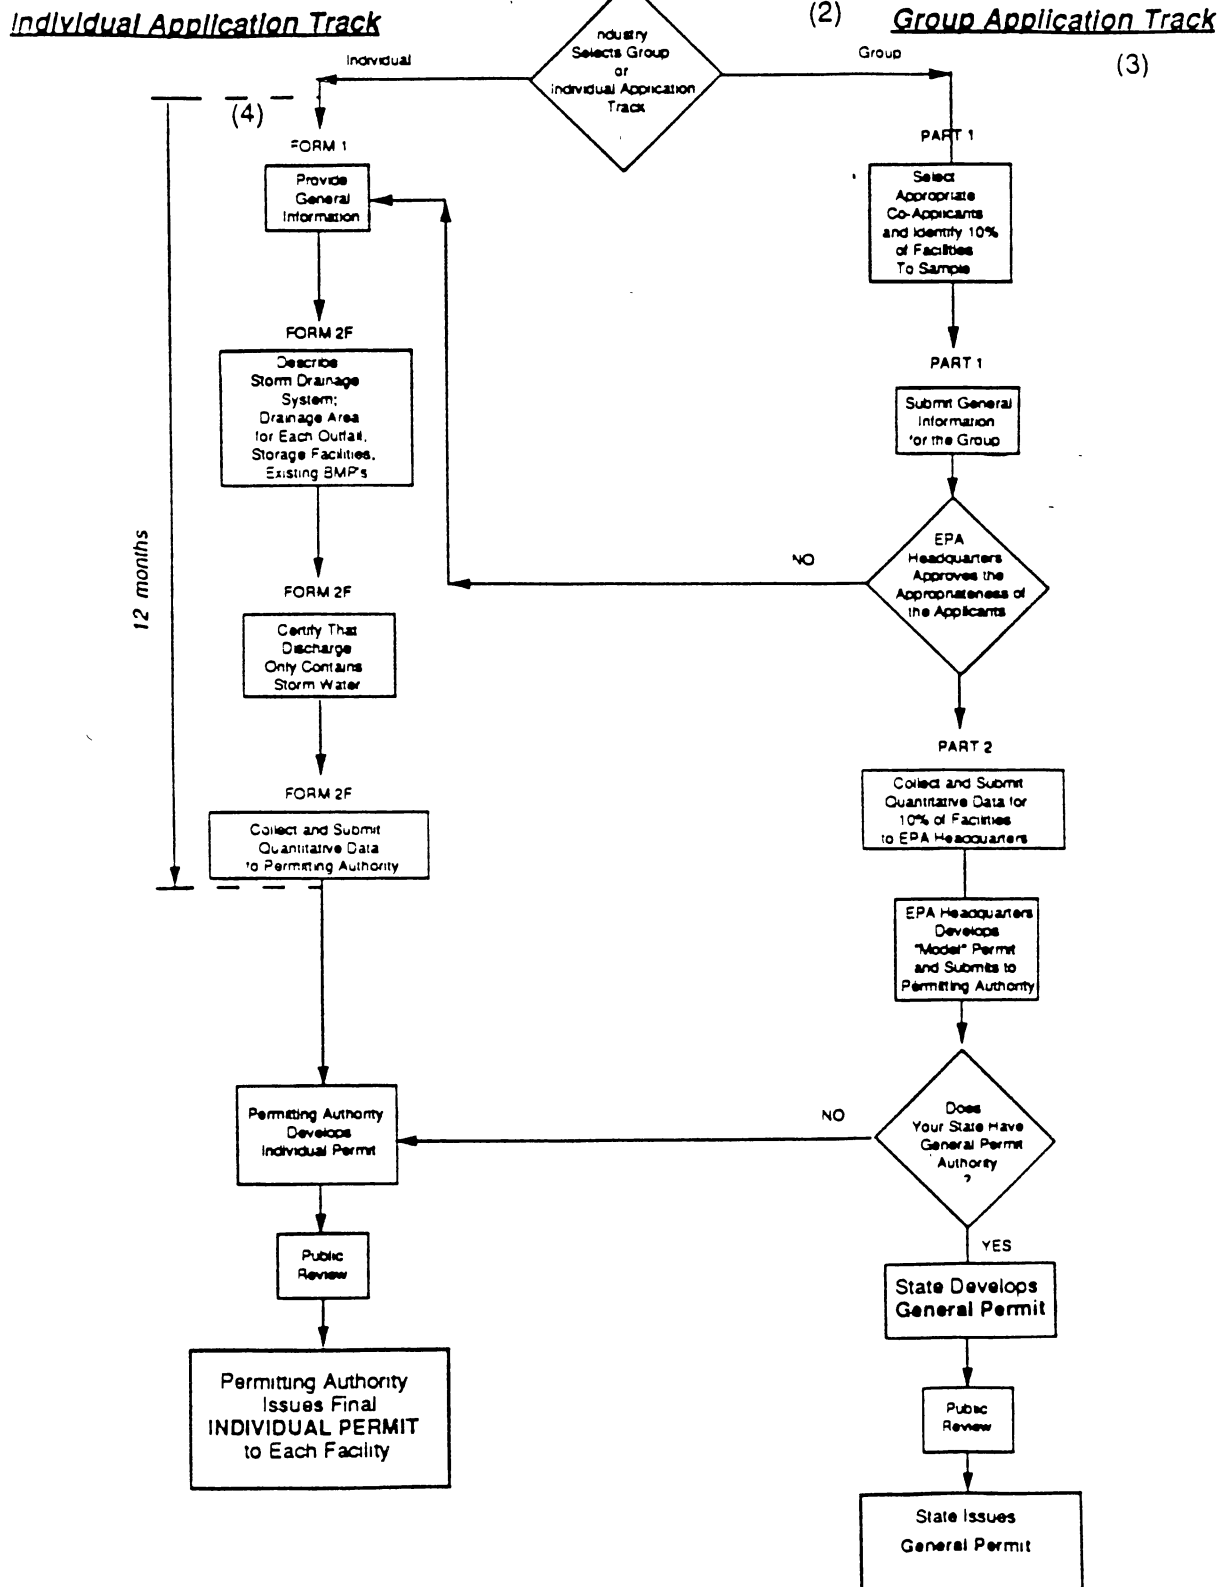 Individual Application Track
(2)
Group Application Track
(3)
ndustry
Selects Group
or
Individual Application
Track
Individual
Group
(4)
FORM 1
Provide
General
Information
FORM 2F
Describe
Storm Drainage
System;
Drainage Area
for Each Outfall,
Storage Facilities,
Existing BMP's
FORM 2F
Certify That
Discharge
Only Contains
Storm Water
FORM 2F
Collect and Submit
Quantitative Data
to Permitting Authority
12 months
Permitting Authority
Develops
Individual Permit
Public
Review
Permitting Authority
Issues Final
INDIVIDUAL PERMIT
to Each Facility
PART 1
Select
Appropriate
Co-Applicants
and Identify 10%
of Facilities
To Sample
PART 1
Submit General
Information
for the Group
EPA
Headquarters
Approves the
Appropriateness of
the Applicants
NO
PART 2
Collect and Submit
Quantitative Data for
10% of Facilities
to EPA Headquarters
EPA Headquarters
Develops
"Model" Permit
and Submits to
Permitting Authority
Does
Your State Have
General Permit
Authority
?
NO
YES
State Develops
General Permit
Public
Review
State Issues
General Permit